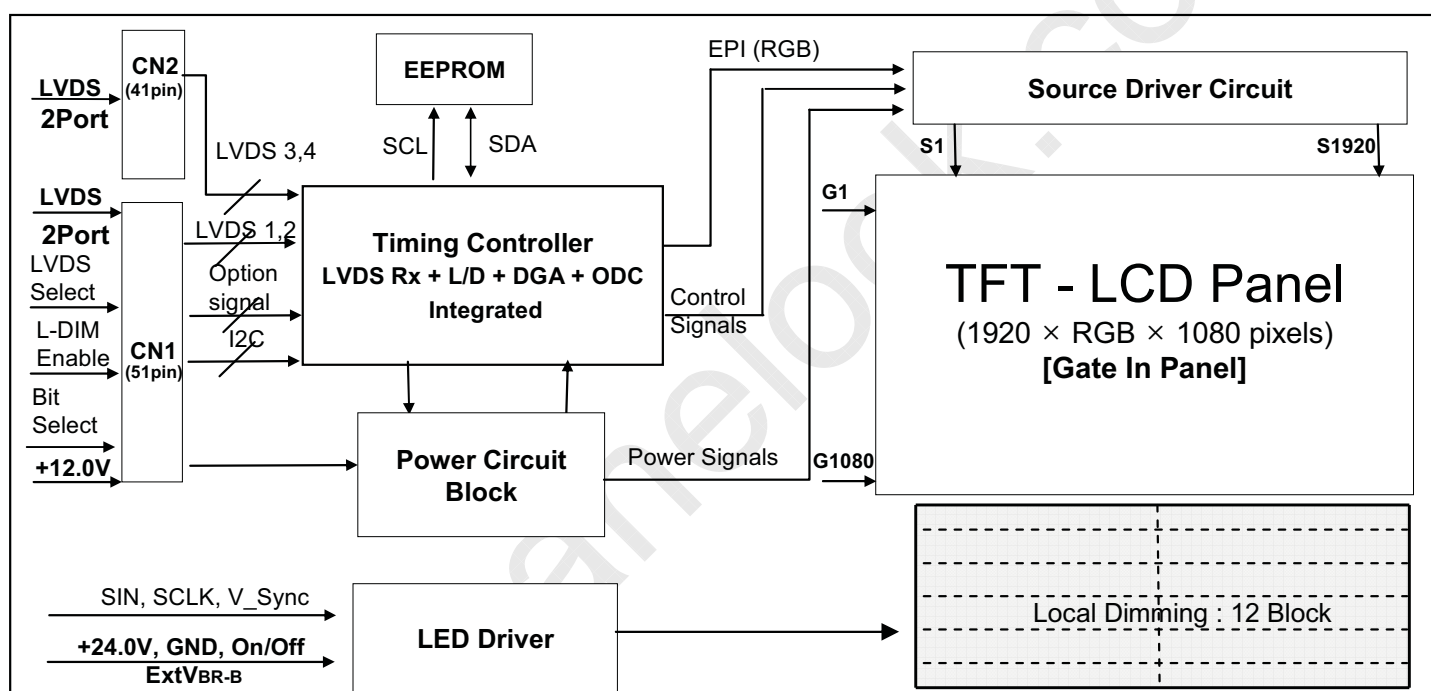 CN2
(41pin)
LVDS
2Port
LVDS
2Port
LVDS
Select
L-DIM
Enable
Bit
Select
+12.0V
CN1
(51pin)
LVDS 3,4
LVDS 1,2
Option
signal
I2C
EEPROM
SCL
SDA
Timing Controller
LVDS Rx + L/D + DGA + ODC
Integrated
Power Circuit
Block
EPI (RGB)
Control
Signals
Power Signals
Source Driver Circuit
S1
S1920
G1
G1080
TFT - LCD Panel
(1920 × RGB × 1080 pixels)
[Gate In Panel]
SIN, SCLK, V_Sync
+24.0V, GND, On/Off
ExtVBR-B
LED Driver
Local Dimming : 12 Block